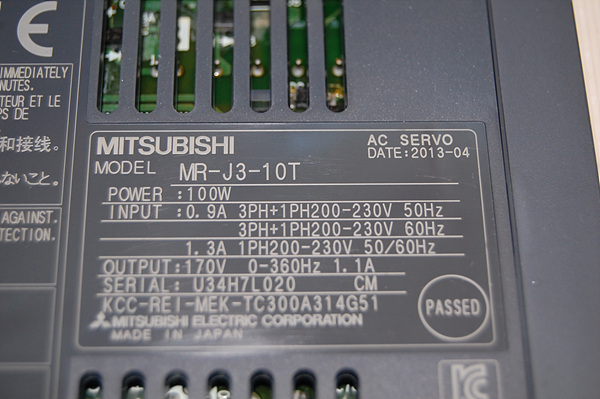 CE
IMMEDIATELY
NUTES.
TEUR ET LE
PS DE
和接线。
ないこと。
AGAINST.
TECTION.
MITSUBISHI
AC SERVO
MODEL MR-J3-10T
DATE:2013-04
POWER :100W
INPUT :0.9A 3PH+1PH200-230V 50Hz
3PH+1PH200-230V 60Hz
1.3A 1PH200-230V 50/60Hz
OUTPUT:170V 0-360Hz 1.1A
SERIAL: U34H7L020 CM
KCC-REI-MEK-TC300A314G51
PASSED
MITSUBISHI ELECTRIC CORPORATION
MADE IN JAPAN